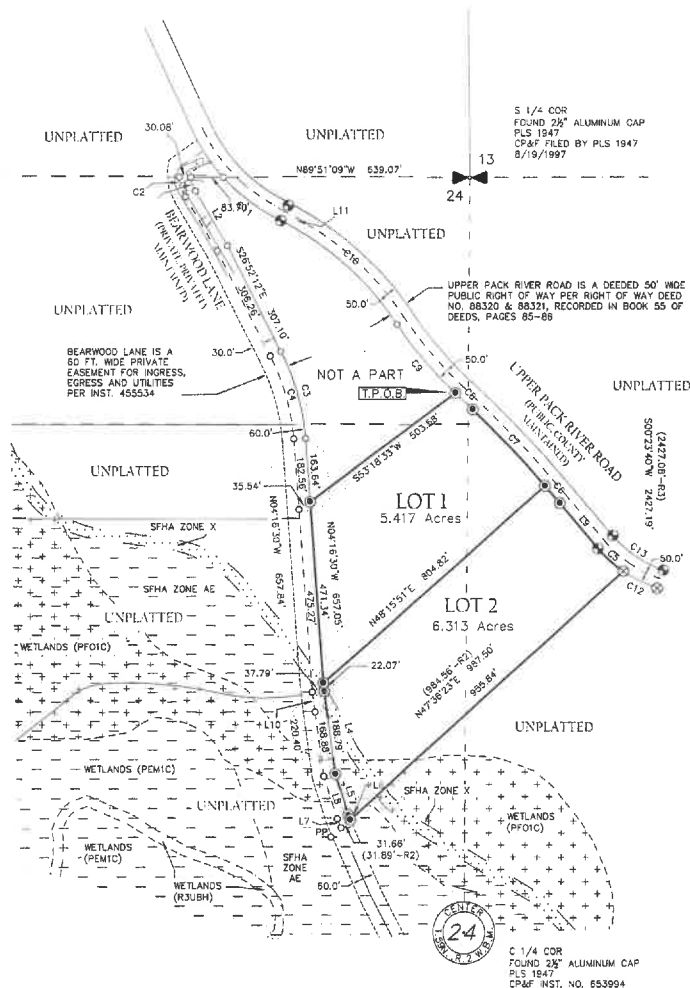 S 1/4 COR
FOUND 2½" ALUMINUM CAP
PLS 1947
CP&F FILED BY PLS 1947
8/19/1997
UNPLATTED
30.08'
UNPLATTED
13
N89°51'09"W 639.07'
24
C2
83.70'
L2
L11
BEARWOOD LANE
(PRIVATE-PRIVATELY
MAINTAINED)
UNPLATTED
S26°52'12"E 307.10'
306.26'
C16
UPPER PACK RIVER ROAD IS A DEEDED 50' WIDE
PUBLIC RIGHT OF WAY PER RIGHT OF WAY DEED
NO. 88320 & 88321, RECORDED IN BOOK 55 OF
DEEDS, PAGES 85-86
50.0'
UNPLATTED
BEARWOOD LANE IS A
60 FT. WIDE PRIVATE
EASEMENT FOR INGRESS,
EGRESS AND UTILITIES
PER INST. 455534
30.0'
C4
C3
C9
50.0'
NOT A PART
T.P.O.B.
UPPER PACK RIVER ROAD
(PUBLIC-COUNTY
MAINTAINED)
UNPLATTED
C8
60.0'
S53°18'33"W 503.68'
C7
(2427.08'-R3)
S00°23'40"W 2427.19'
UNPLATTED
163.64'
182.56'
35.54'
LOT 1
5.417 Acres
N04°16'30"W
SFHA ZONE X
C6
L9
SFHA ZONE AE
657.84'
N04°16'30"W 657.05'
471.34'
475.27'
N48°15'51"E 804.82'
C13
50.0'
C12
UNPLATTED
LOT 2
6.313 Acres
WETLANDS (PF01C)
37.79'
22.07'
(984.56'-R2)
N47°36'23"E 987.50'
955.84'
L10
UNPLATTED
220.40
168.88'
188.79
L4
WETLANDS (PEM1C)
SFHA ZONE X
UNPLATTED
L8
L5
WETLANDS
(PF01C)
L7
PP
31.66'
(31.89'-R2)
WETLANDS
(PEM1C)
SFHA
ZONE
AE
WETLANDS
(R3UBH)
60.0'
CENTER
24
C 1/4 COR
FOUND 2½" ALUMINUM CAP
PLS 1947
CP&F INST. NO. 653994